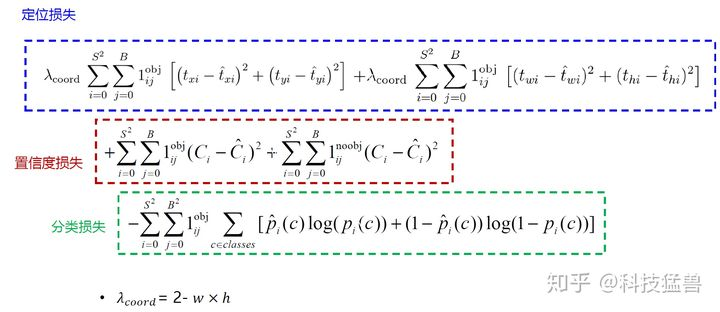 定位损失
$\lambda_{\text{coord}} \sum_{i=0}^{S^2} \sum_{j=0}^{B} 1_{ij}^{\text{obj}} \left[ (t_{xi} - \hat{t}_{xi})^2 + (t_{yi} - \hat{t}_{yi})^2 \right] + \lambda_{\text{coord}} \sum_{i=0}^{S^2} \sum_{j=0}^{B} 1_{ij}^{\text{obj}} \left[ (t_{wi} - \hat{t}_{wi})^2 + (t_{hi} - \hat{t}_{hi})^2 \right]$
置信度损失 $+ \sum_{i=0}^{S^2} \sum_{j=0}^{B} 1_{ij}^{\text{obj}} (C_i - \hat{C}_i)^2 + \sum_{i=0}^{S^2} \sum_{j=0}^{B} 1_{ij}^{\text{noobj}} (C_i - \hat{C}_i)^2$
分类损失 $- \sum_{i=0}^{S^2} \sum_{j=0}^{B^2} 1_{ij}^{\text{obj}} \sum_{c \in classes} [\hat{p}_i(c) \log(p_i(c)) + (1 - \hat{p}_i(c)) \log(1 - p_i(c))]$
• $\lambda_{coord} = 2 - w \times h$
知乎 @科技猛兽